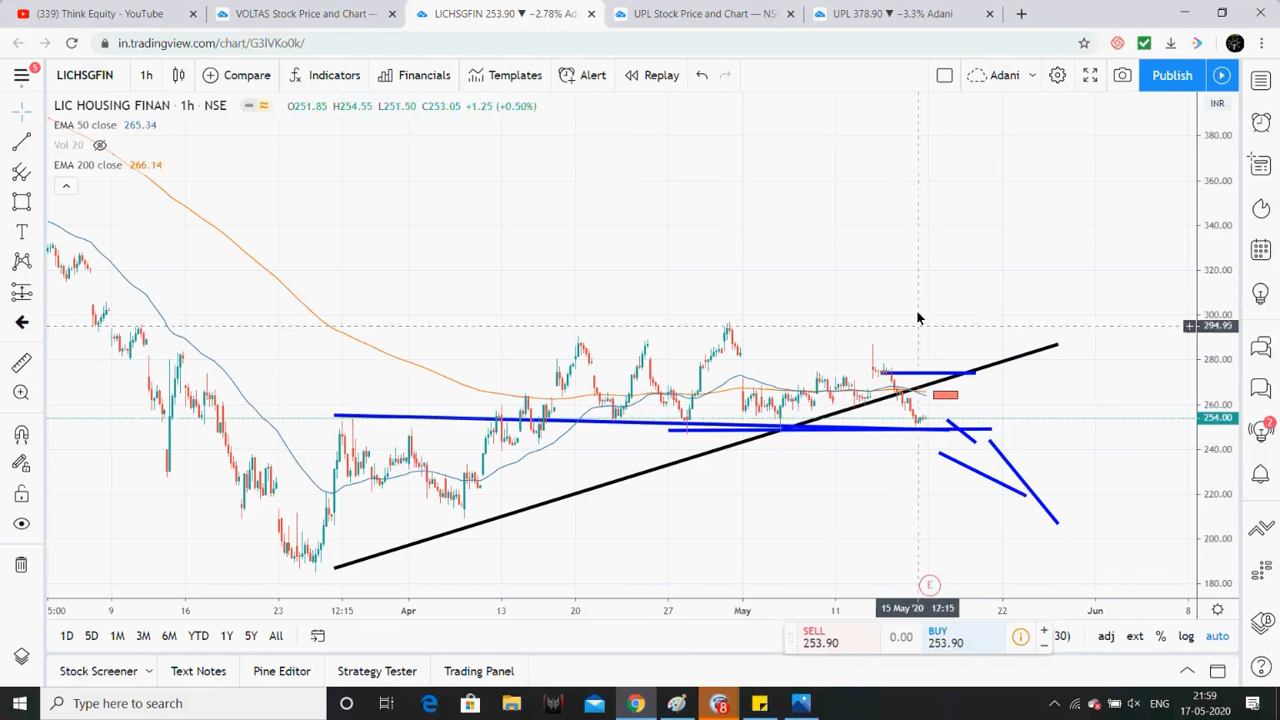 (339) Think Equity - YouTube
VOLTAS Stock Price and Chart —
LICHSGFIN 253.90 ▼ −2.78% Ad
UPL Stock Price and Chart — NS
UPL 378.90 ▼ −3.3% Adani
in.tradingview.com/chart/G3lVKo0k/
5
LICHSGFIN
1h
Compare
Indicators
Financials
Templates
Alert
Replay
Adani
Publish
LIC HOUSING FINAN · 1h · NSE
O251.85 H254.55 L251.50 C253.05 +1.25 (+0.50%)
INR
EMA 50 close 265.34
Vol 20
EMA 200 close 266.14
380.00
360.00
340.00
320.00
300.00
294.95
280.00
260.00
254.00
240.00
220.00
200.00
180.00
2
E
T
5:00
9
16
23
12:15
Apr
13
20
27
May
11
15 May '20 12:15
22
Jun
8
1D
5D
1M
3M
6M
YTD
1Y
5Y
All
SELL
253.90
0.00
BUY
253.90
30)
adj
ext
%
log
auto
Stock Screener
Text Notes
Pine Editor
Strategy Tester
Trading Panel
Type here to search
8
ENG
21:59
17-05-2020